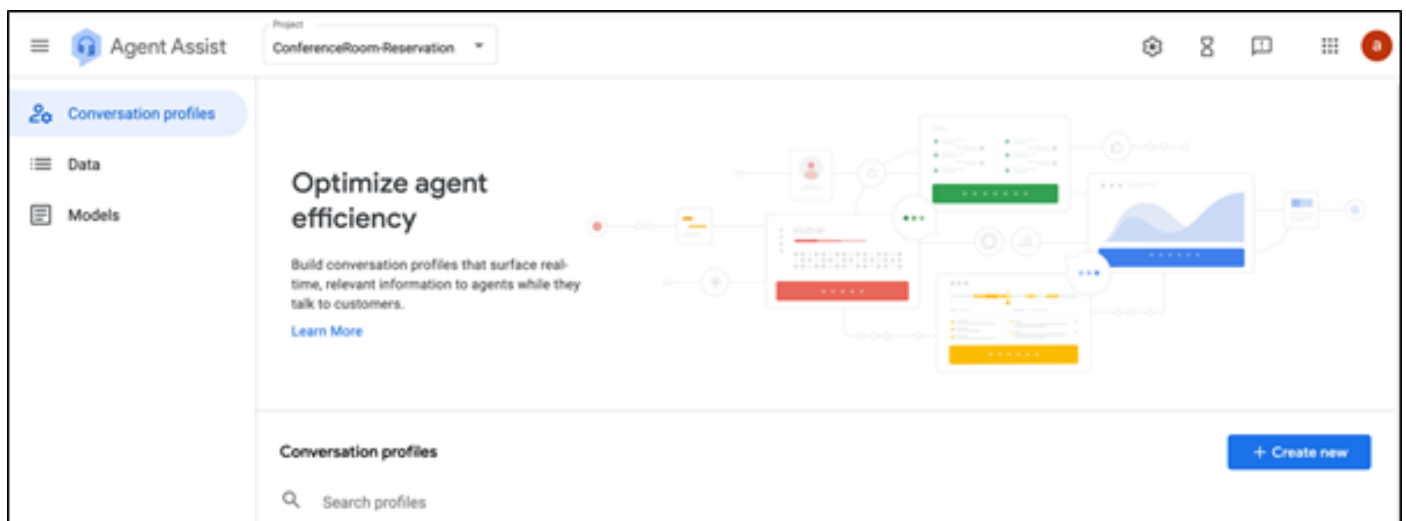 Project
Agent Assist
ConferenceRoom-Reservation
a
Conversation profiles
Data
Models
Optimize agent
efficiency
Build conversation profiles that surface real-
time, relevant information to agents while they
talk to customers.
Learn More
Conversation profiles
+ Create new
Search profiles